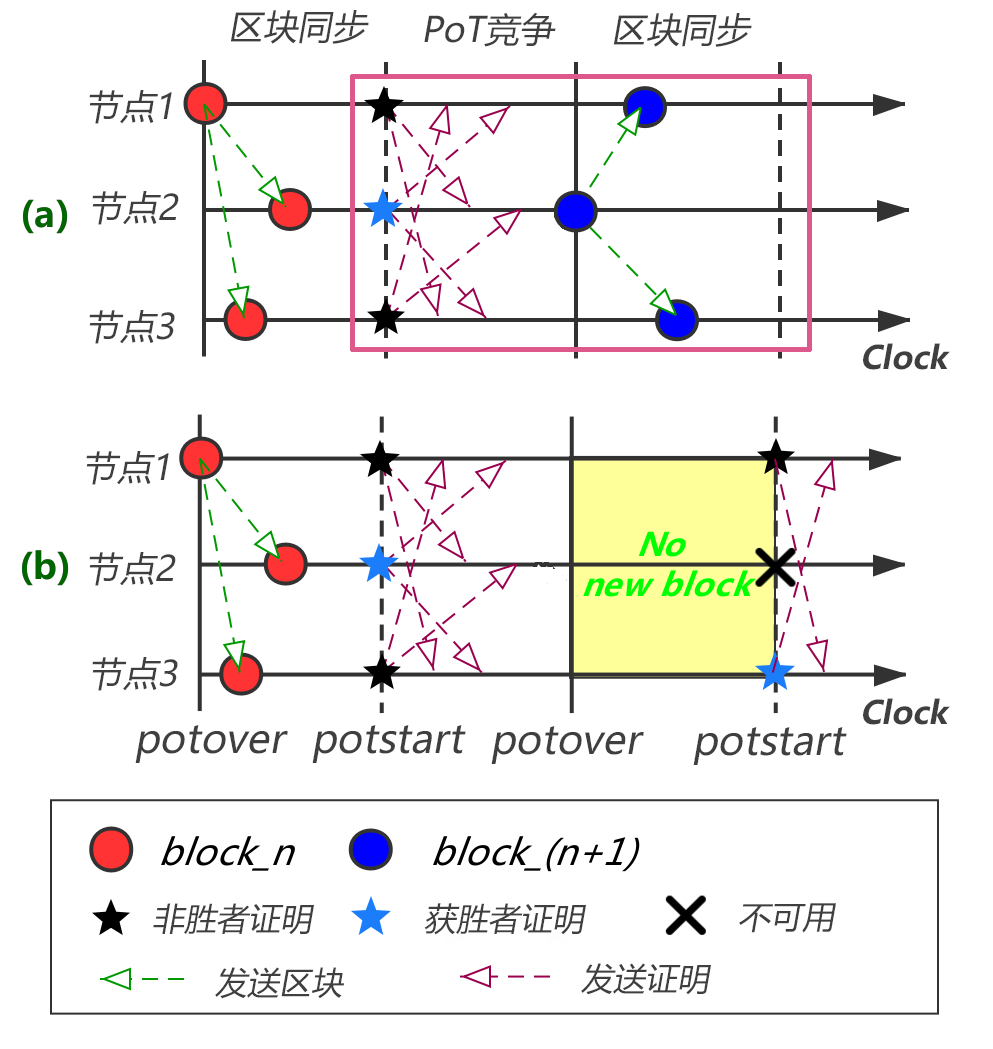 区块同步 PoT竞争 区块同步
节点1
(a) 节点2
节点3
Clock
节点1
No
(b) 节点2
new block
节点3
Clock
potover potstart potover potstart
block_n block_(n+1)
非胜者证明 获胜者证明 不可用
发送区块 发送证明